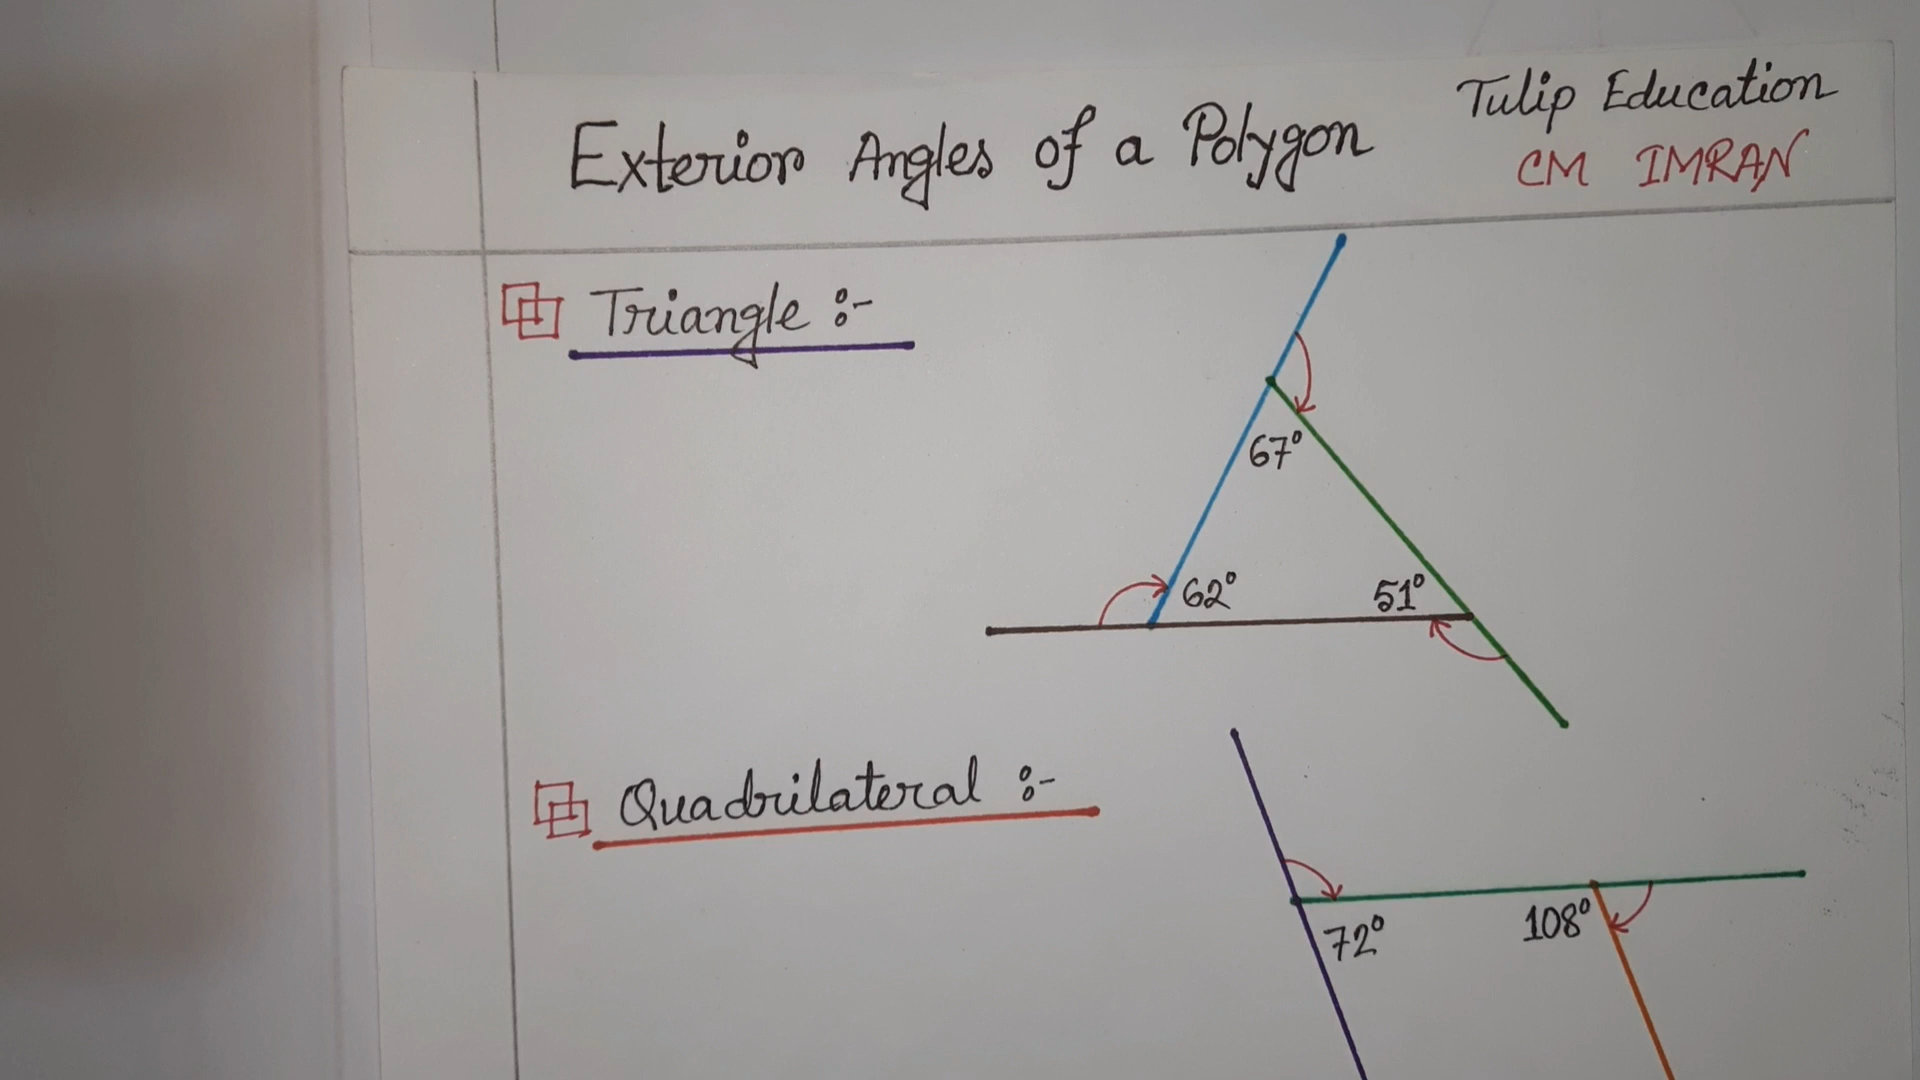 Exterior Angles of a Polygon
Tulip Education
CM IMRAN
Triangle :-
67°
62°
51°
Quadrilateral :-
72°
108°